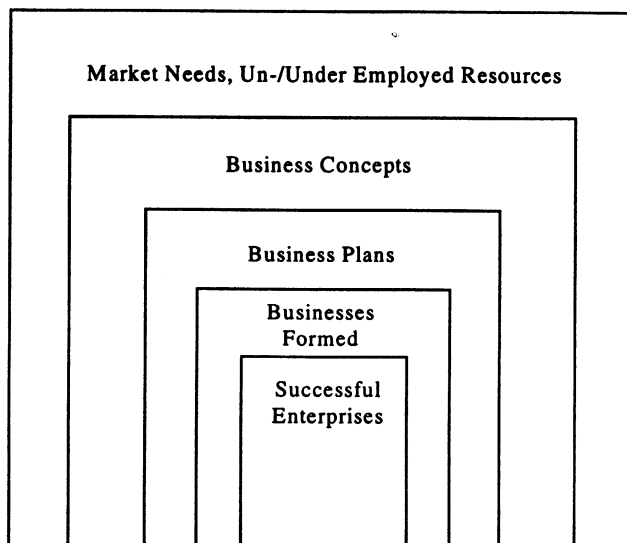 Market Needs, Un-/Under Employed Resources
Business Concepts
Business Plans
Businesses
Formed
Successful
Enterprises